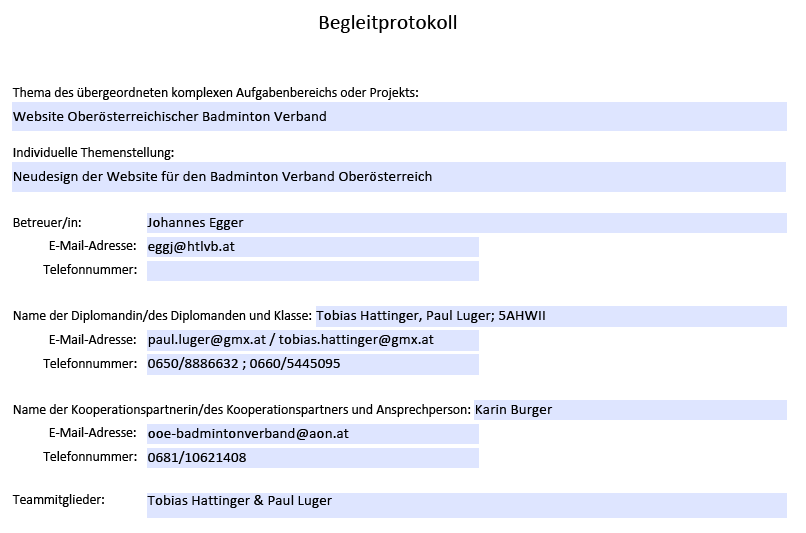 Begleitprotokoll
Thema des übergeordneten komplexen Aufgabenbereichs oder Projekts:
Website Oberösterreichischer Badminton Verband
Individuelle Themenstellung:
Neudesign der Website für den Badminton Verband Oberösterreich
Betreuer/in: Johannes Egger
E-Mail-Adresse: eggj@htlvb.at
Telefonnummer:
Name der Diplomandin/des Diplomanden und Klasse: Tobias Hattinger, Paul Luger; 5AHWII
E-Mail-Adresse: paul.luger@gmx.at / tobias.hattinger@gmx.at
Telefonnummer: 0650/8886632 ; 0660/5445095
Name der Kooperationspartnerin/des Kooperationspartners und Ansprechperson: Karin Burger
E-Mail-Adresse: ooe-badmintonverband@aon.at
Telefonnummer: 0681/10621408
Teammitglieder: Tobias Hattinger & Paul Luger